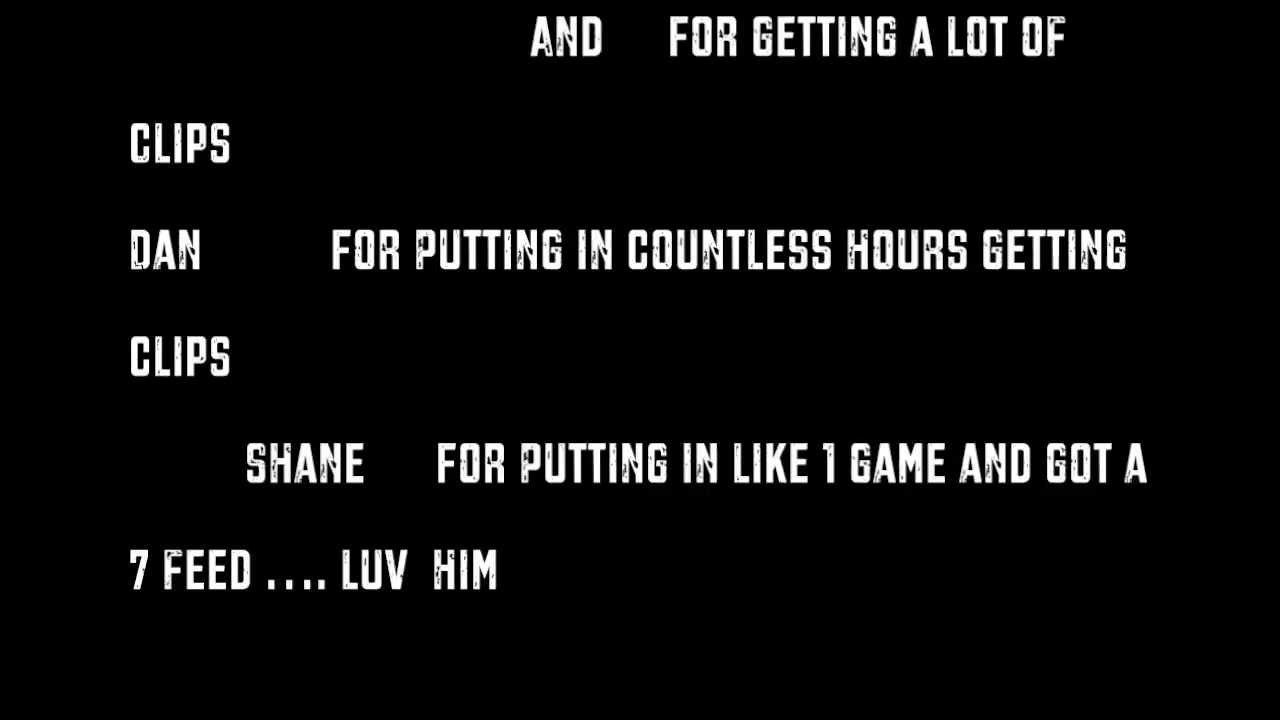 AND FOR GETTING A LOT OF
CLIPS
DAN FOR PUTTING IN COUNTLESS HOURS GETTING
CLIPS
SHANE FOR PUTTING IN LIKE 1 GAME AND GOT A
7 FEED .... LUV HIM